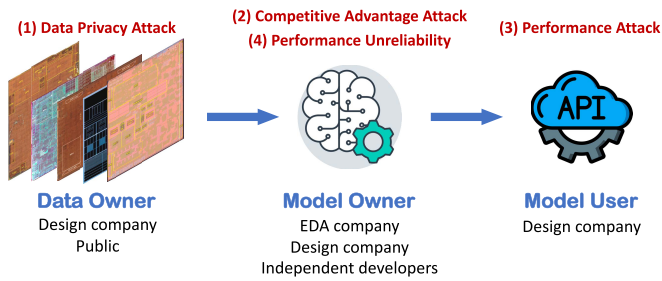 (1) Data Privacy Attack
(2) Competitive Advantage Attack
(4) Performance Unreliability
(3) Performance Attack
API
Data Owner
Design company
Public
Model Owner
EDA company
Design company
Independent developers
Model User
Design company